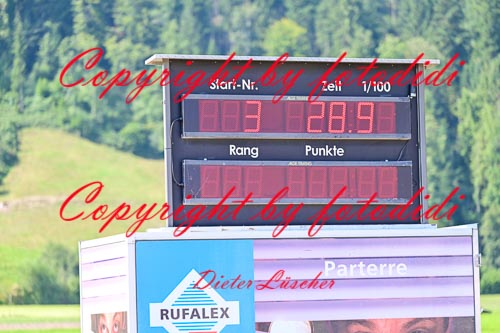 Copyright by fotodidi
Start-Nr. Zeit 1/100
3 20.9
Rang Punkte
Copyright by fotodidi
Parterre
Dieter Lüscher
RUFALEX